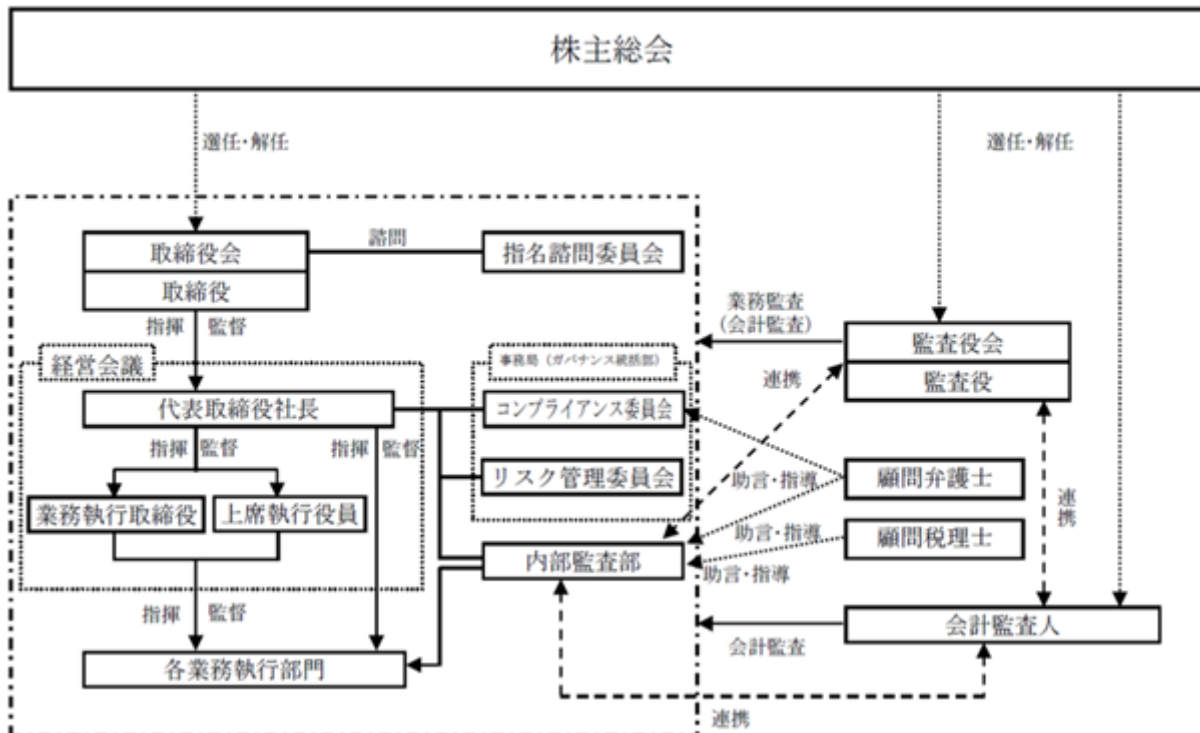 株主総会
選任・解任
選任・解任
取締役会
諮問
指名諮問委員会
取締役
業務監査
(会計監査)
指揮
監督
監査役会
経営会議
事務局（ガバナンス統括部）
監査役
連携
代表取締役社長
コンプライアンス委員会
指揮
監督
指揮
監督
リスク管理委員会
助言・指導
顧問弁護士
業務執行取締役
上席執行役員
連携
助言・指導
顧問税理士
内部監査部
助言・指導
指揮
監督
会計監査人
会計監査
各業務執行部門
連携